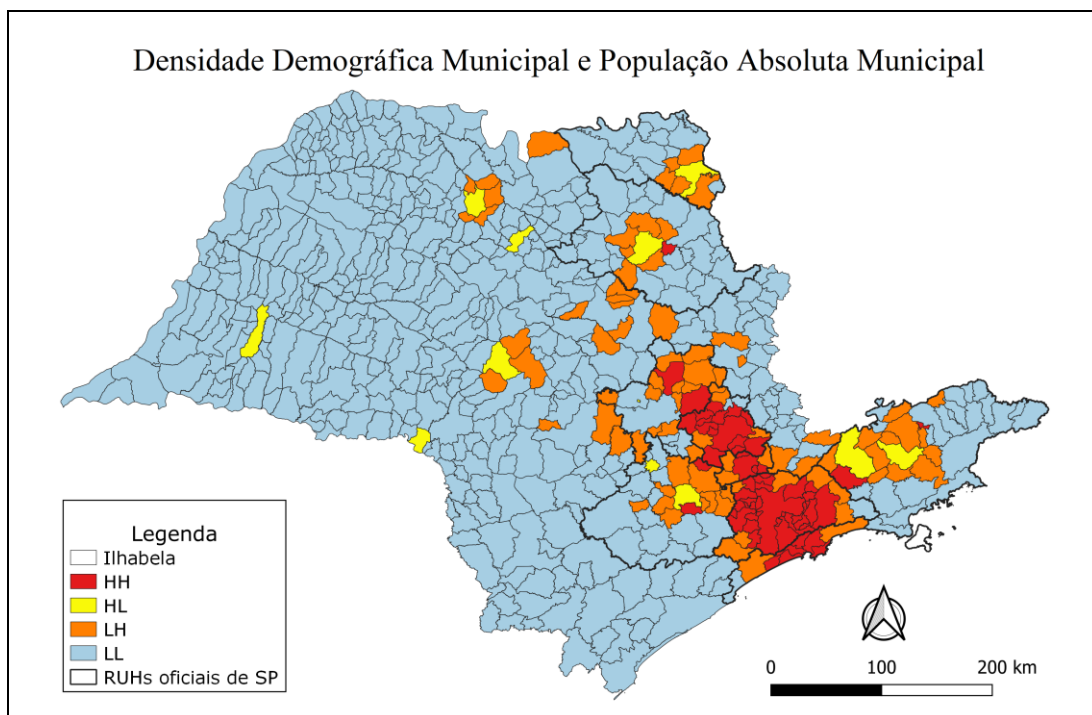 Densidade Demográfica Municipal e População Absoluta Municipal
Legenda
Ilhabela
HH
HL
LH
LL
RUHs oficiais de SP
0 100 200 km